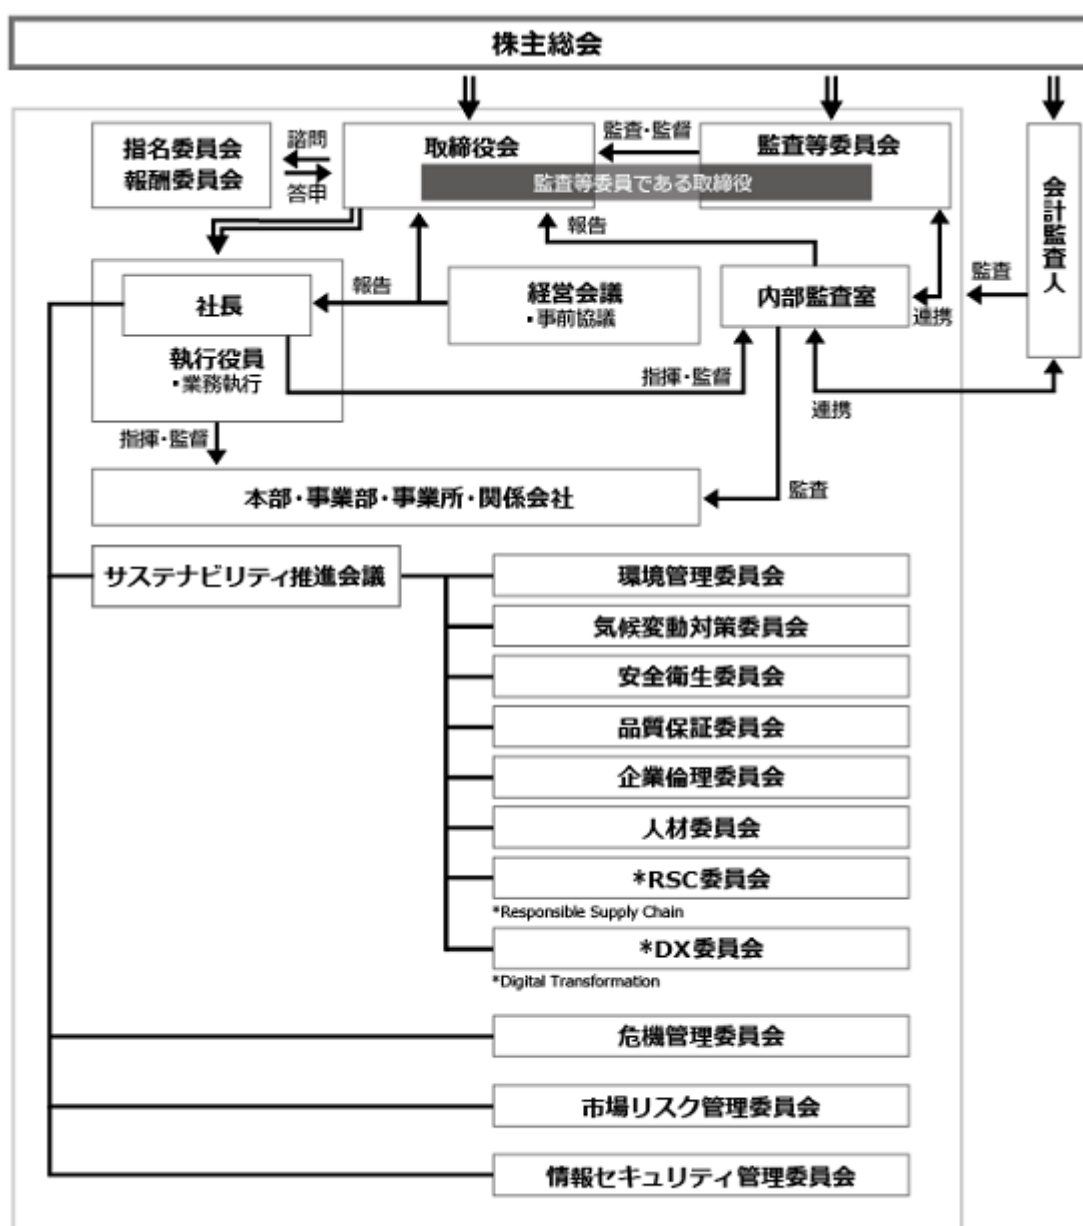 株主総会
指名委員会
報酬委員会
諮問
答申
取締役会
監査・監督
監査等委員会
監査等委員である取締役
会計監査人
報告
社長
執行役員
・業務執行
報告
経営会議
・事前協議
内部監査室
連携
監査
指揮・監督
連携
指揮・監督
本部・事業部・事業所・関係会社
監査
サステナビリティ推進会議
環境管理委員会
気候変動対策委員会
安全衛生委員会
品質保証委員会
企業倫理委員会
人材委員会
*RSC委員会
*Responsible Supply Chain
*DX委員会
*Digital Transformation
危機管理委員会
市場リスク管理委員会
情報セキュリティ管理委員会